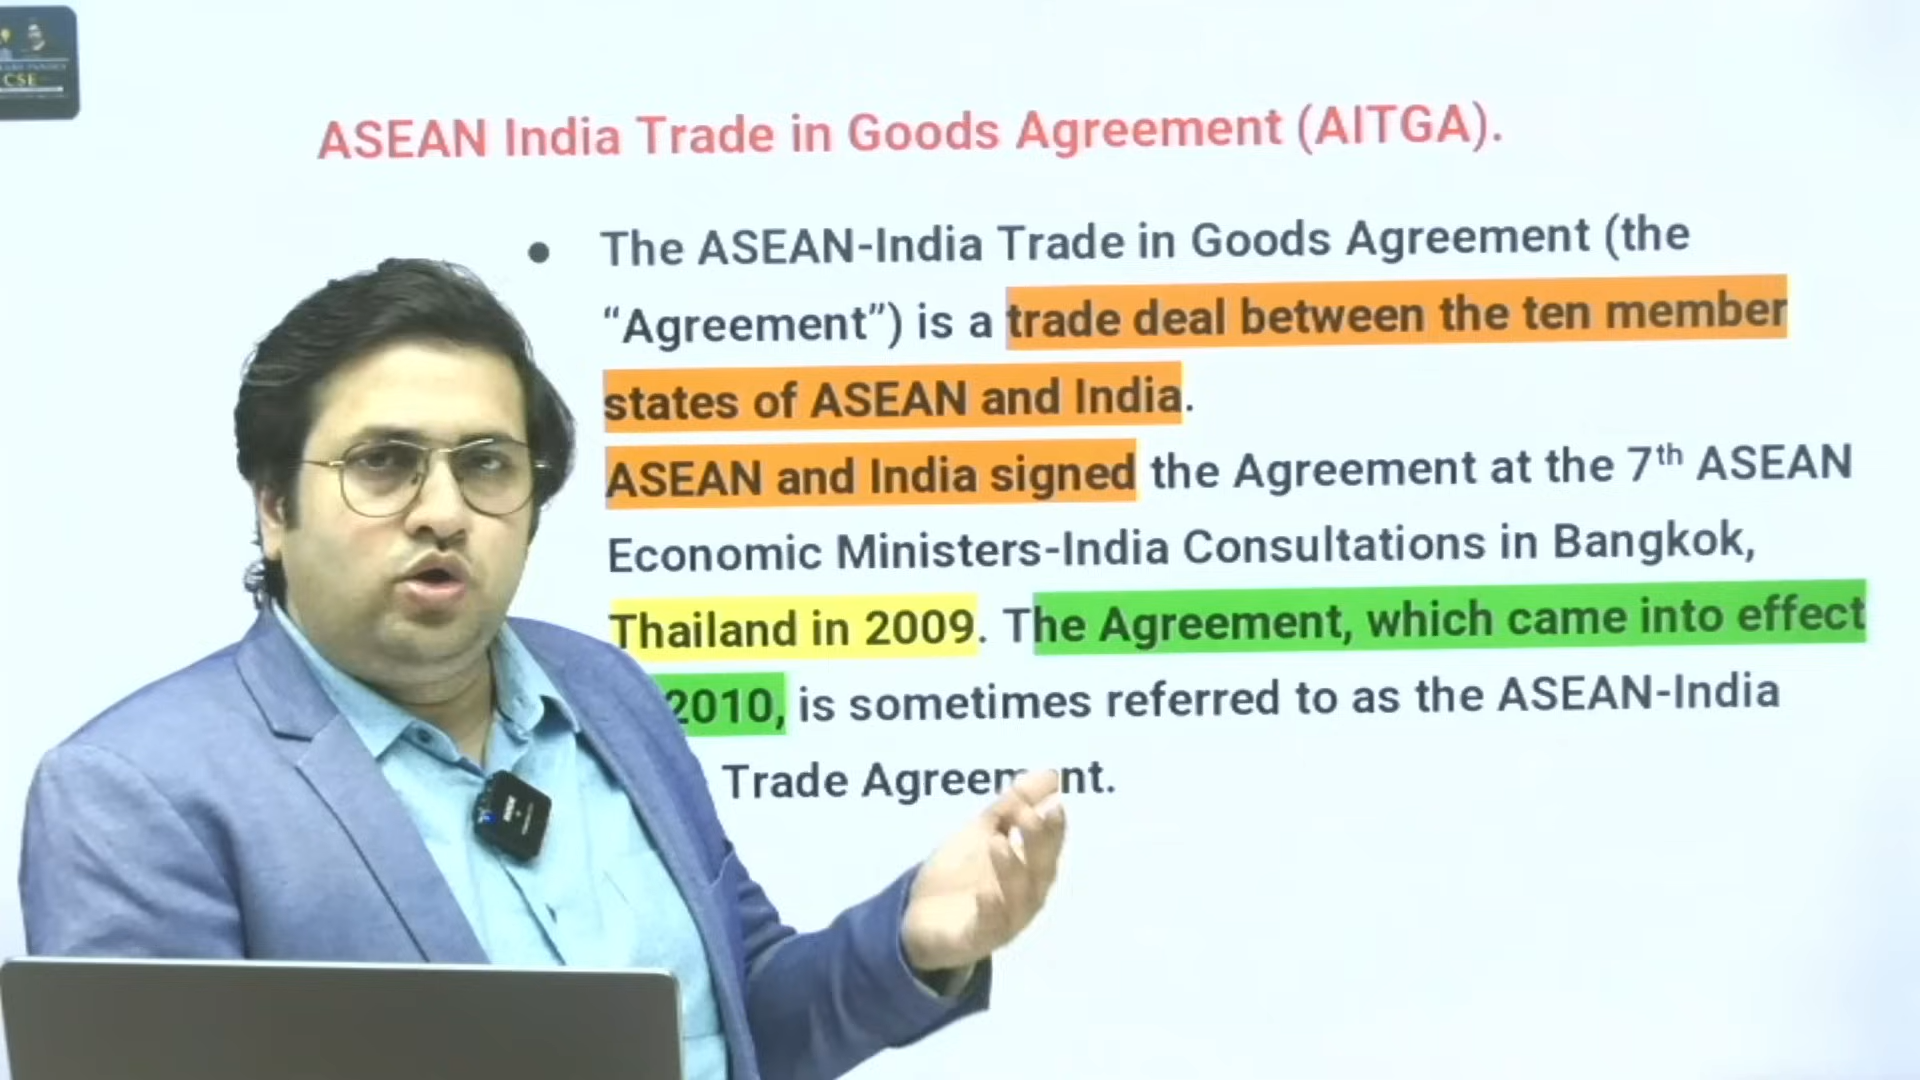 CSE
ASEAN India Trade in Goods Agreement (AITGA).
● The ASEAN-India Trade in Goods Agreement (the
“Agreement”) is a trade deal between the ten member
states of ASEAN and India.
ASEAN and India signed the Agreement at the 7th ASEAN
Economic Ministers-India Consultations in Bangkok,
Thailand in 2009. The Agreement, which came into effect
2010, is sometimes referred to as the ASEAN-India
Trade Agreement.